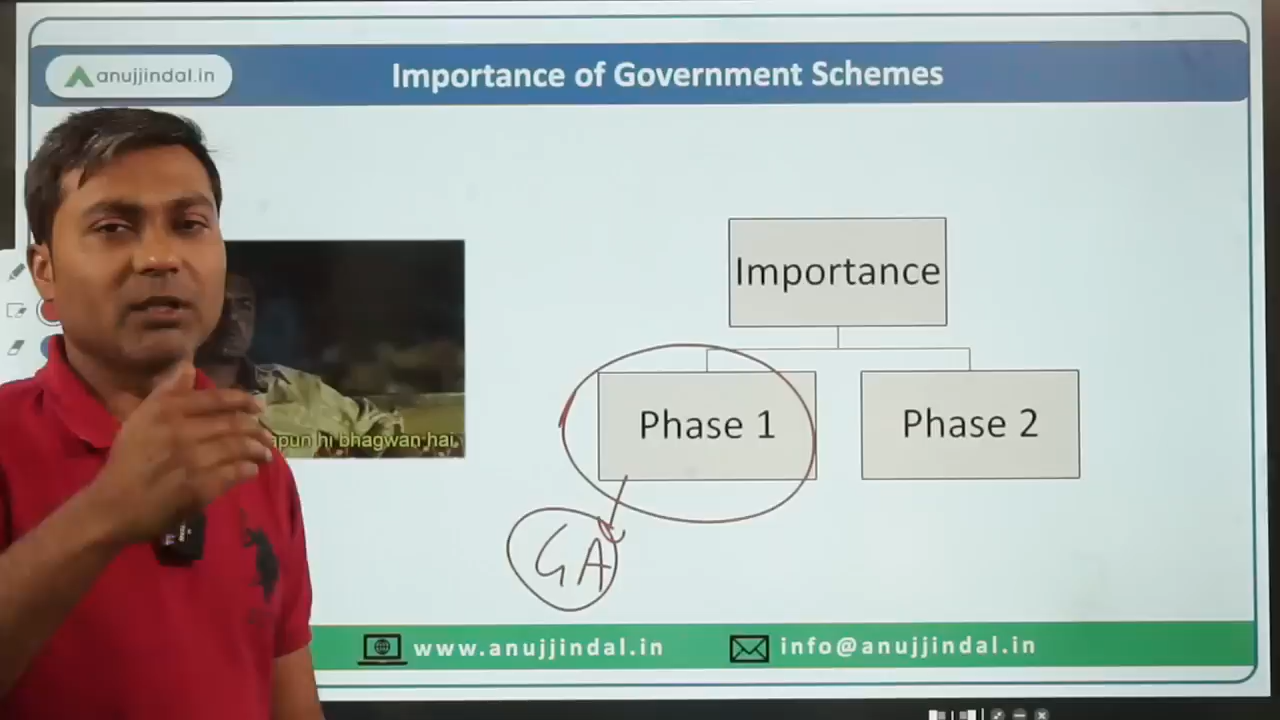 anujjindal.in
Importance of Government Schemes
Importance
Phase 1
Phase 2
apun hi bhagwan hai
GA
www.anujjindal.in
info@anujjindal.in